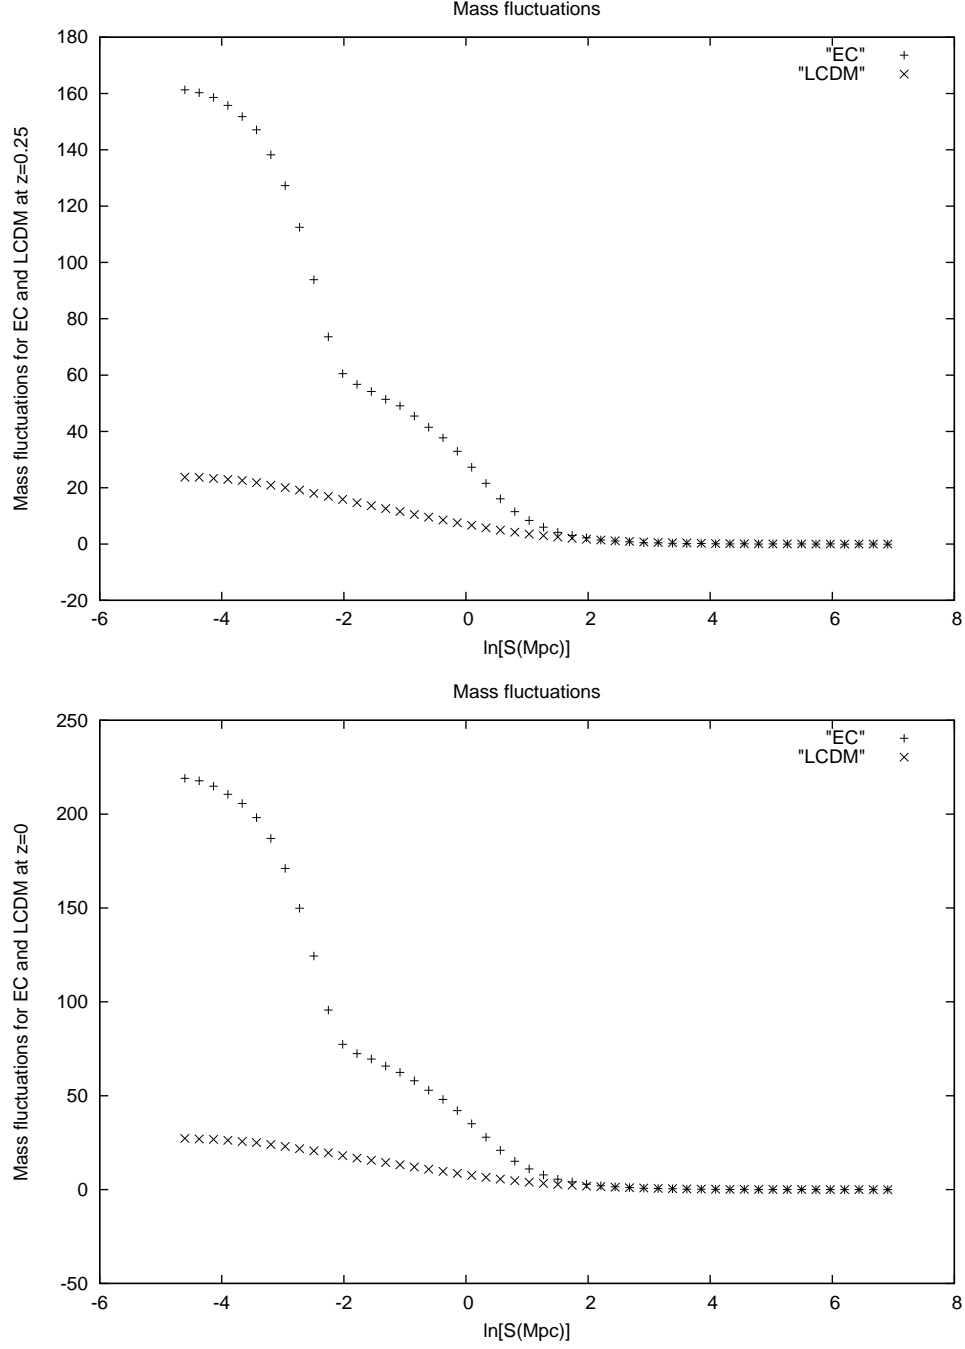 Mass fluctuations
180
"EC"
"LCDM"
160
140
120
100
80
60
40
20
0
-20
-6 -4 -2 0 2 4 6 8
ln[S(Mpc)]
Mass fluctuations for EC and LCDM at z=0.25
Mass fluctuations
250
"EC"
"LCDM"
200
150
100
50
0
-50
-6 -4 -2 0 2 4 6 8
ln[S(Mpc)]
Mass fluctuations for EC and LCDM at z=0